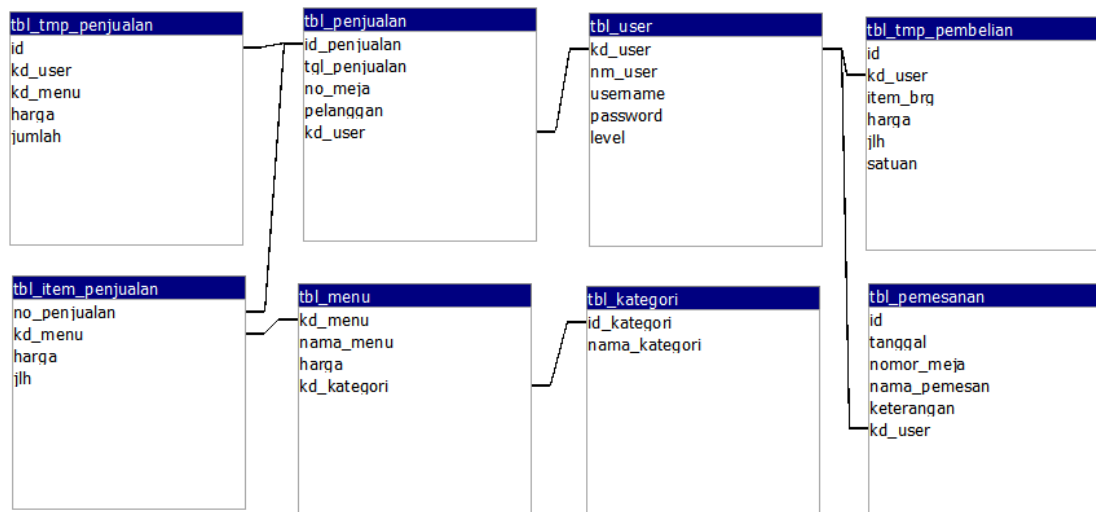 tbl_tmp_penjualan
id
kd_user
kd_menu
harga
jumlah
tbl_penjualan
id_penjualan
tgl_penjualan
no_meja
pelanggan
kd_user
tbl_user
kd_user
nm_user
username
password
level
tbl_tmp_pembelian
id
kd_user
item_brg
harga
jlh
satuan
tbl_item_penjualan
no_penjualan
kd_menu
harga
jlh
tbl_menu
kd_menu
nama_menu
harga
kd_kategori
tbl_kategori
id_kategori
nama_kategori
tbl_pemesanan
id
tanggal
nomor_meja
nama_pemesan
keterangan
kd_user